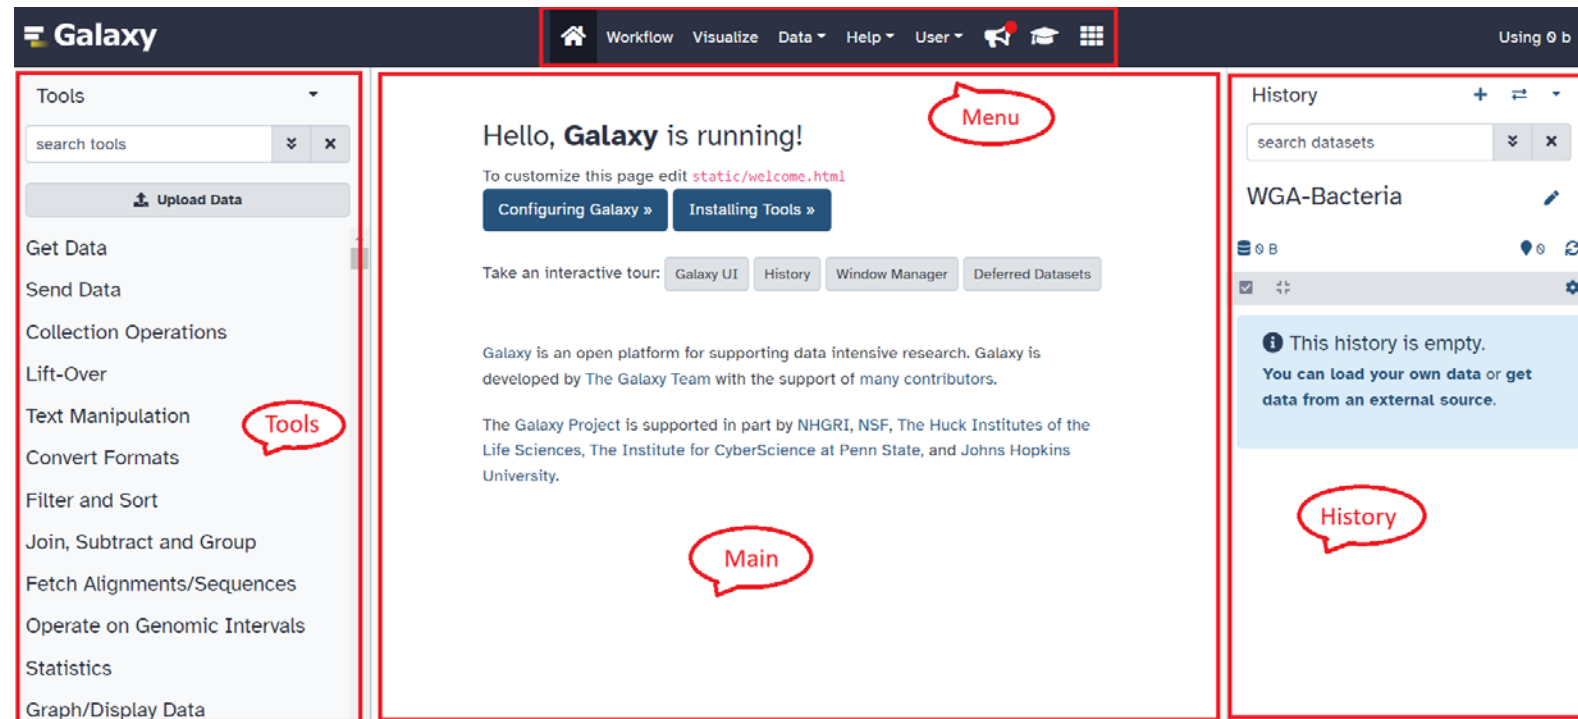 Galaxy
Workflow Visualize Data Help User
Using 0 b
Tools
search tools
Upload Data
Get Data
Send Data
Collection Operations
Lift-Over
Text Manipulation
Convert Formats
Filter and Sort
Join, Subtract and Group
Fetch Alignments/Sequences
Operate on Genomic Intervals
Statistics
Graph/Display Data
Tools
Menu
Hello, Galaxy is running!
To customize this page edit static/welcome.html
Configuring Galaxy » Installing Tools »
Take an interactive tour: Galaxy UI History Window Manager Deferred Datasets
Galaxy is an open platform for supporting data intensive research. Galaxy is
developed by The Galaxy Team with the support of many contributors.
The Galaxy Project is supported in part by NHGRI, NSF, The Huck Institutes of the
Life Sciences, The Institute for CyberScience at Penn State, and Johns Hopkins
University.
Main
History
search datasets
WGA-Bacteria
0 B 0
This history is empty.
You can load your own data or get
data from an external source.
History